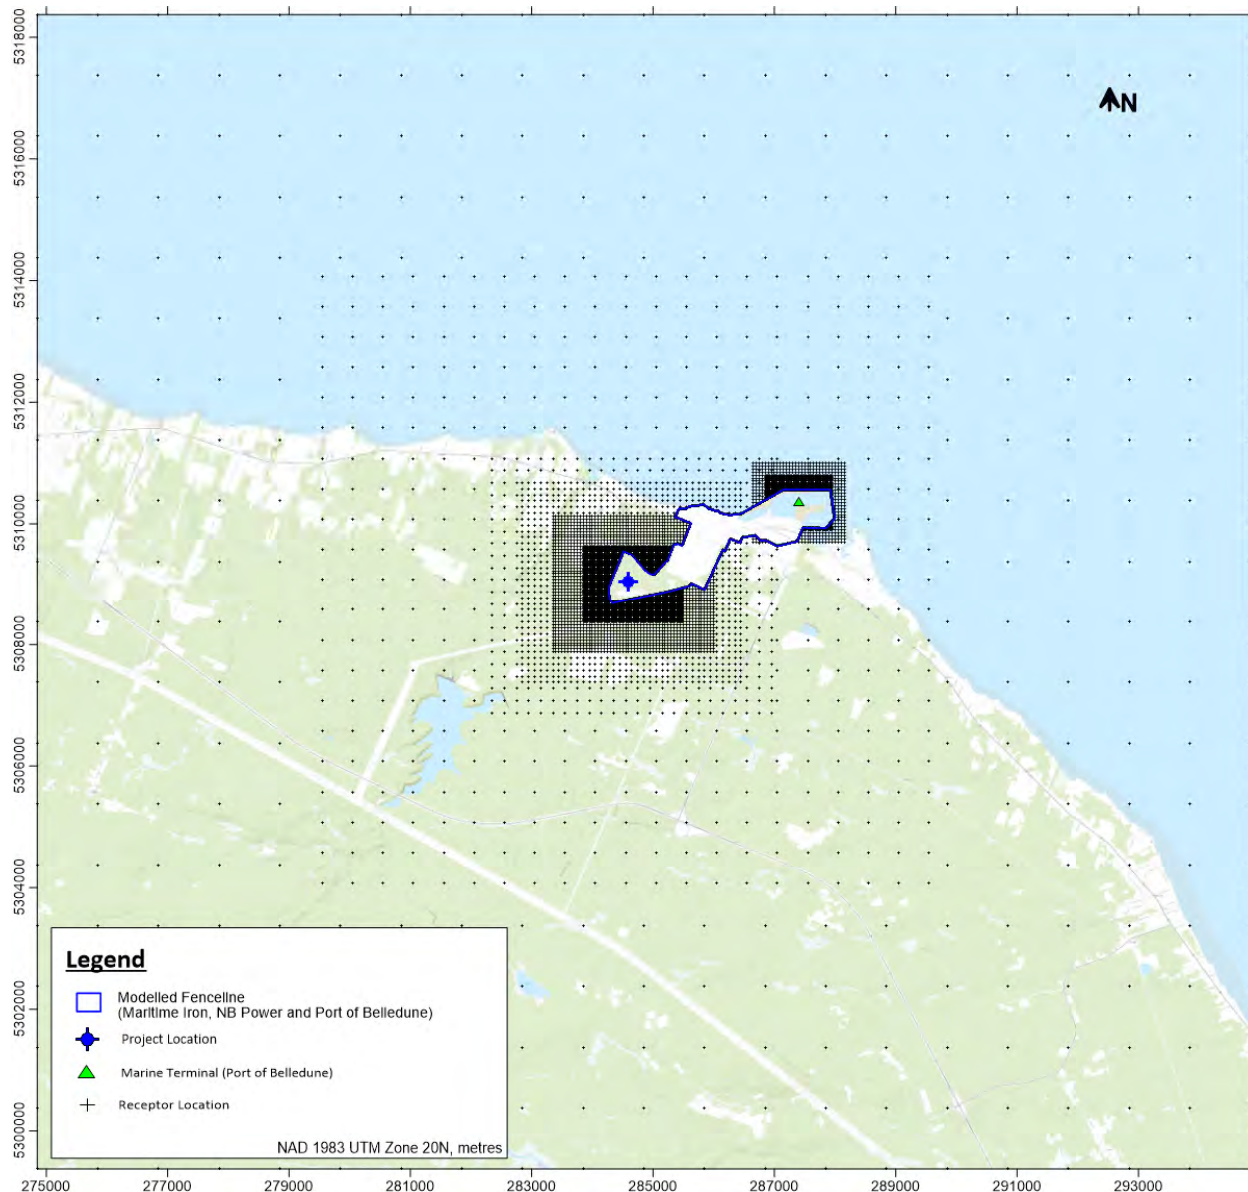 5318000
N
5316000
5314000
5312000
5310000
5308000
5306000
5304000
5302000
5300000
Legend
Modelled Fenceline
(Maritime Iron, NB Power and Port of Belledune)
Project Location
Marine Terminal (Port of Belledune)
Receptor Location
NAD 1983 UTM Zone 20N, metres
275000 277000 279000 281000 283000 285000 287000 289000 291000 293000